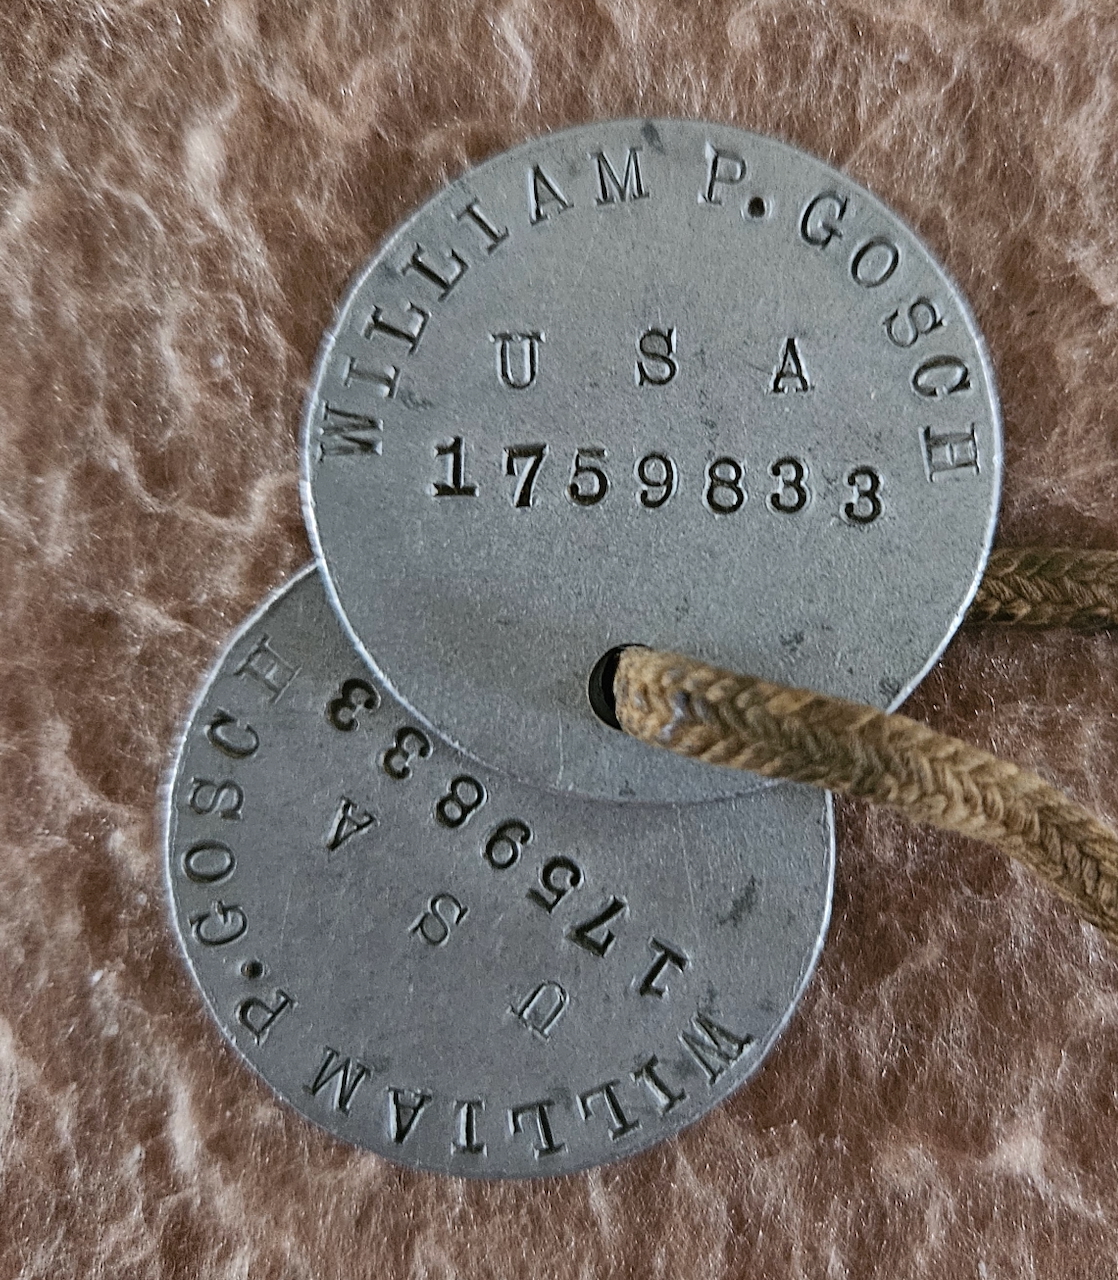 WILLIAM P. GOSCH
U S A
1759833
WILLIAM P. GOSCH
U S A
1759833